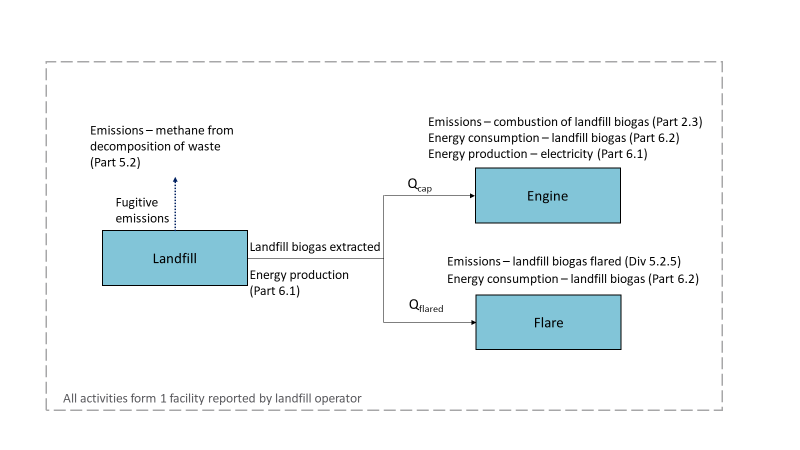 Emissions – combustion of landfill biogas (Part 2.3)
Energy consumption – landfill biogas (Part 6.2)
Energy production – electricity (Part 6.1)
Emissions – methane from
decomposition of waste
(Part 5.2)
Fugitive
emissions
Qcap
Engine
Landfill
Landfill biogas extracted
Energy production
(Part 6.1)
Emissions – landfill biogas flared (Div 5.2.5)
Energy consumption – landfill biogas (Part 6.2)
Qflared
Flare
All activities form 1 facility reported by landfill operator